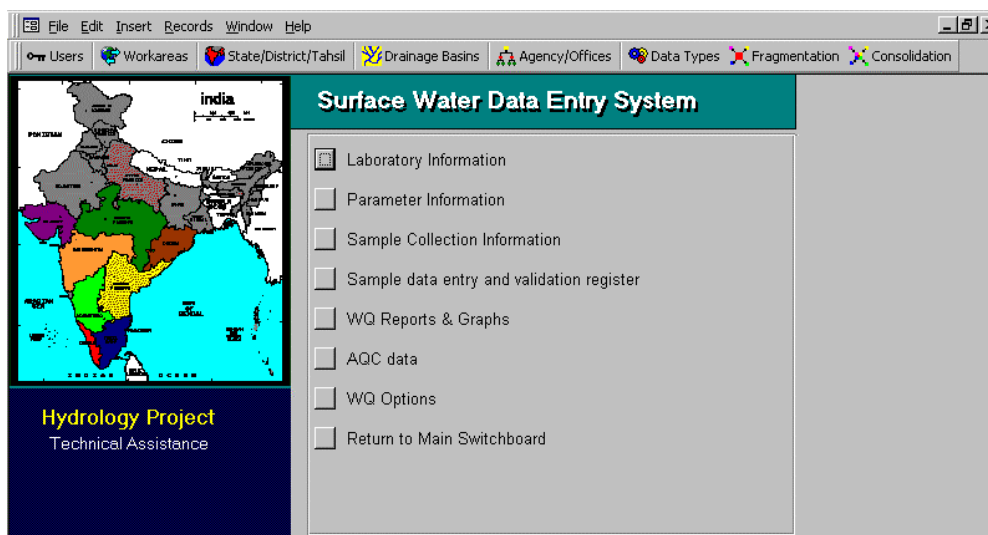 File Edit Insert Records Window Help
Users Workareas State/District/Tahsil Drainage Basins Agency/Offices Data Types Fragmentation Consolidation
india
Surface Water Data Entry System
Laboratory Information
Parameter Information
Sample Collection Information
Sample data entry and validation register
WQ Reports & Graphs
AQC data
WQ Options
Return to Main Switchboard
Hydrology Project
Technical Assistance